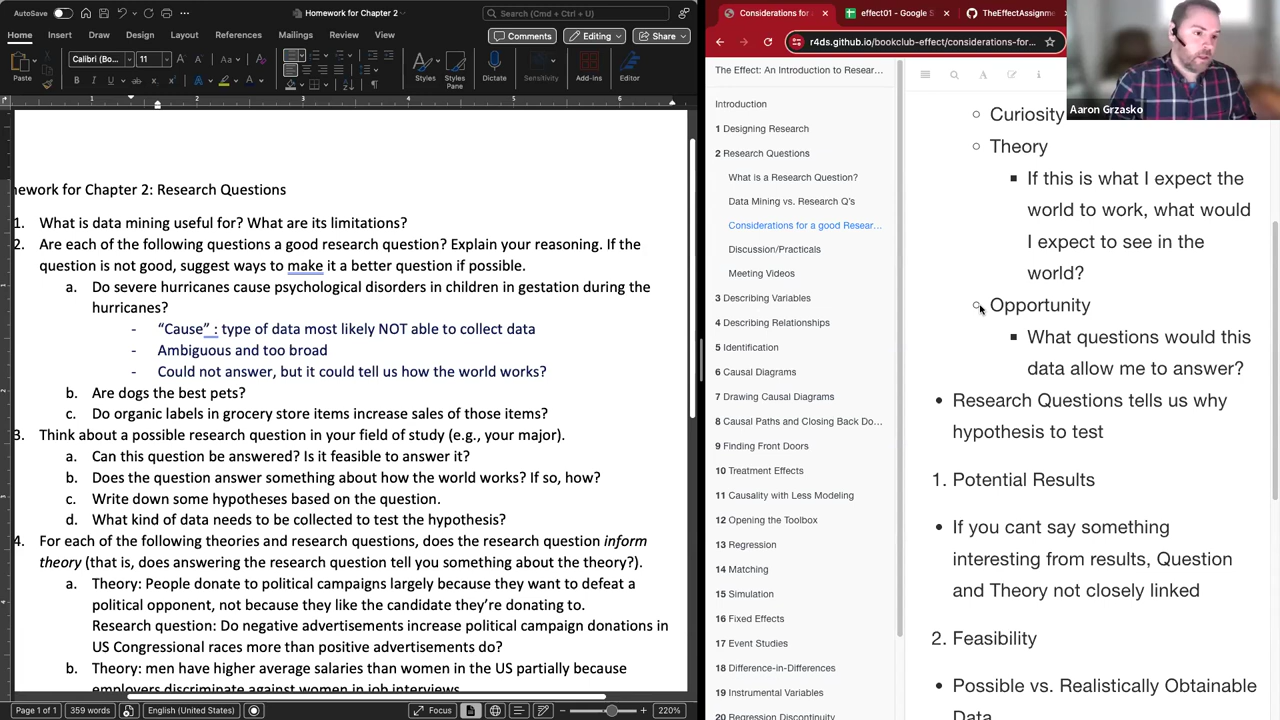 AutoSave
Homework for Chapter 2
Search (Cmd + Ctrl + U)
Home
Insert
Draw
Design
Layout
References
Mailings
Comments
Editing
Share
Paste
Calibri (Bo...
11
Styles
Styles Pane
Dictate
Sensitivity
Add-ins
Editor
1
2
3
4
5
6
ework for Chapter 2: Research Questions
1. What is data mining useful for? What are its limitations?
2. Are each of the following questions a good research question? Explain your reasoning. If the
question is not good, suggest ways to make it a better question if possible.
a. Do severe hurricanes cause psychological disorders in children in gestation during the
hurricanes?
- “Cause” : type of data most likely NOT able to collect data
- Ambiguous and too broad
- Could not answer, but it could tell us how the world works?
b. Are dogs the best pets?
c. Do organic labels in grocery store items increase sales of those items?
3. Think about a possible research question in your field of study (e.g., your major).
a. Can this question be answered? Is it feasible to answer it?
b. Does the question answer something about how the world works? If so, how?
c. Write down some hypotheses based on the question.
d. What kind of data needs to be collected to test the hypothesis?
4. For each of the following theories and research questions, does the research question inform
theory (that is, does answering the research question tell you something about the theory?).
a. Theory: People donate to political campaigns largely because they want to defeat a
political opponent, not because they like the candidate they’re donating to.
Research question: Do negative advertisements increase political campaign donations in
US Congressional races more than positive advertisements do?
b. Theory: men have higher average salaries than women in the US partially because
employers discriminate against women in job interviews
Page 1 of 1
359 words
English (United States)
Focus
220%
Considerations for
effect01 - Google S
TheEffectAssignme
r4ds.github.io/bookclub-effect/considerations-for...
The Effect: An Introduction to Resear...
Introduction
1 Designing Research
2 Research Questions
What is a Research Question?
Data Mining vs. Research Q’s
Considerations for a good Resear...
Discussion/Practicals
Meeting Videos
3 Describing Variables
4 Describing Relationships
5 Identification
6 Causal Diagrams
7 Drawing Causal Diagrams
8 Causal Paths and Closing Back Do...
9 Finding Front Doors
10 Treatment Effects
11 Causality with Less Modeling
12 Opening the Toolbox
13 Regression
14 Matching
15 Simulation
16 Fixed Effects
17 Event Studies
18 Difference-in-Differences
19 Instrumental Variables
20 Regression Discontinuity
Curiosity
Theory
If this is what I expect the
world to work, what would
I expect to see in the
world?
Opportunity
What questions would this
data allow me to answer?
Research Questions tells us why
hypothesis to test
1. Potential Results
If you cant say something
interesting from results, Question
and Theory not closely linked
2. Feasibility
Possible vs. Realistically Obtainable
Data
Aaron Grzasko